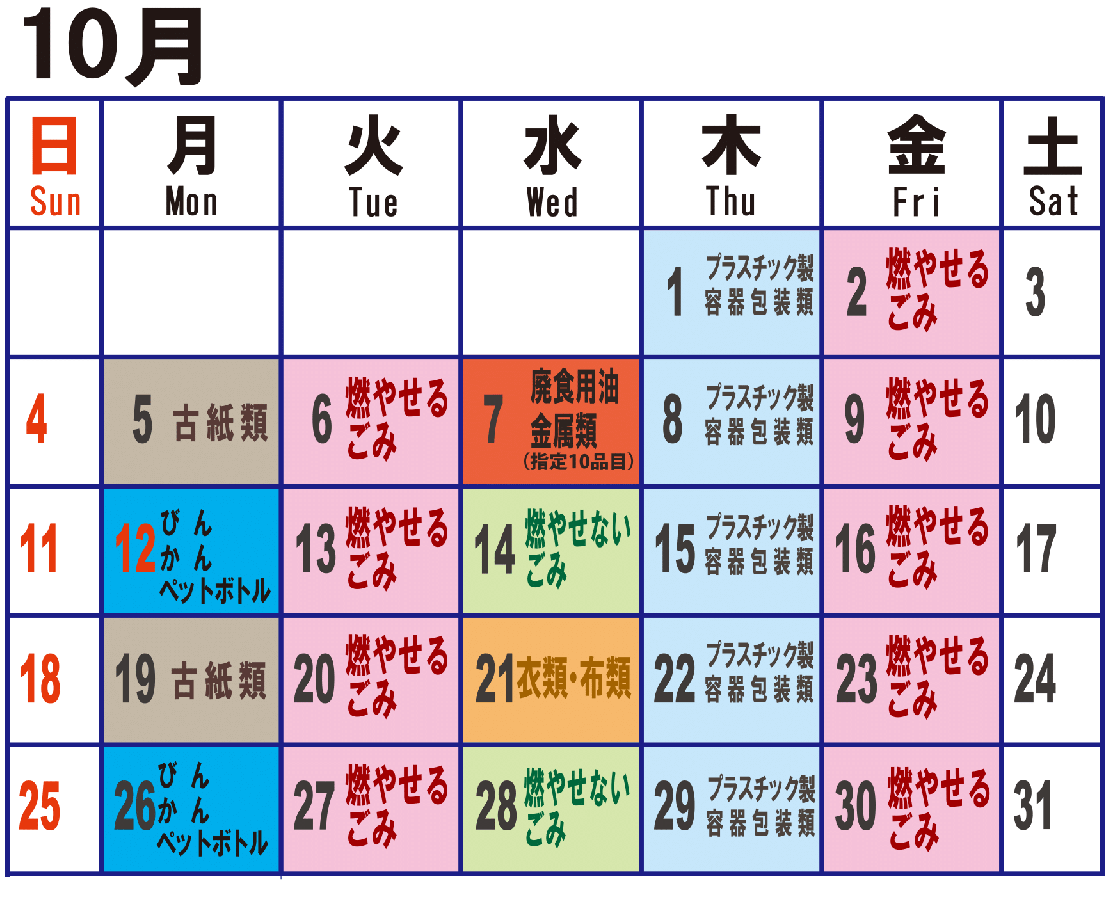 10月
日 月 火 水 木 金 土
Sun Mon Tue Wed Thu Fri Sat
1 プラスチック製
容器包装類
2 燃やせる
ごみ
3
4
5 古紙類
6 燃やせる
ごみ
7 廃食用油
金属類
(指定10品目)
8 プラスチック製
容器包装類
9 燃やせる
ごみ
10
11
12 びん
かん
ペットボトル
13 燃やせる
ごみ
14 燃やせない
ごみ
15 プラスチック製
容器包装類
16 燃やせる
ごみ
17
18
19 古紙類
20 燃やせる
ごみ
21 衣類・布類
22 プラスチック製
容器包装類
23 燃やせる
ごみ
24
25
26 びん
かん
ペットボトル
27 燃やせる
ごみ
28 燃やせない
ごみ
29 プラスチック製
容器包装類
30 燃やせる
ごみ
31